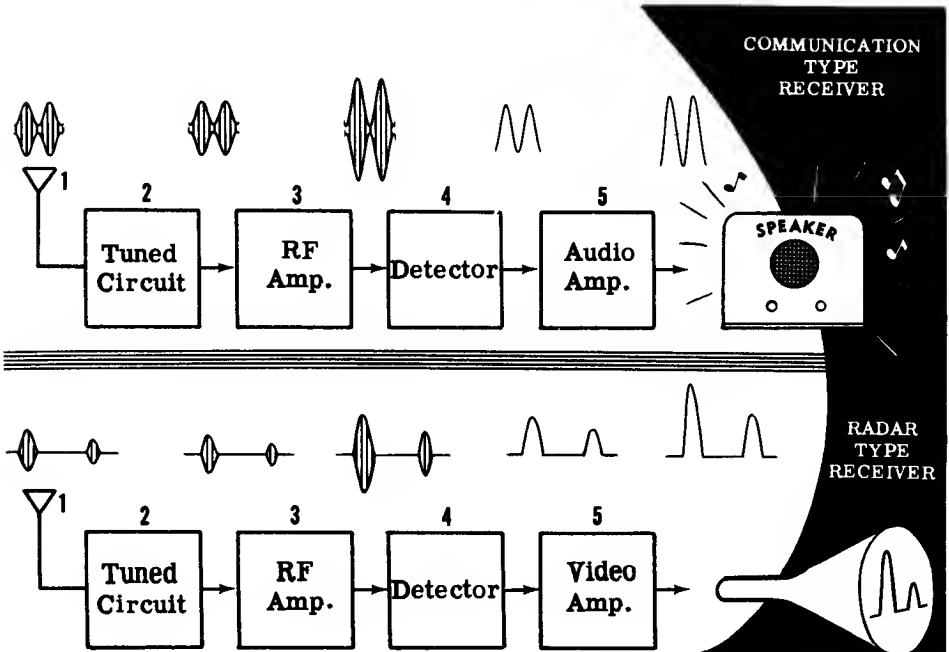 COMMUNICATION
TYPE
RECEIVER
1
2
3
4
5
Tuned
Circuit
RF
Amp.
Detector
Audio
Amp.
SPEAKER
RADAR
TYPE
RECEIVER
1
2
3
4
5
Tuned
Circuit
RF
Amp.
Detector
Video
Amp.